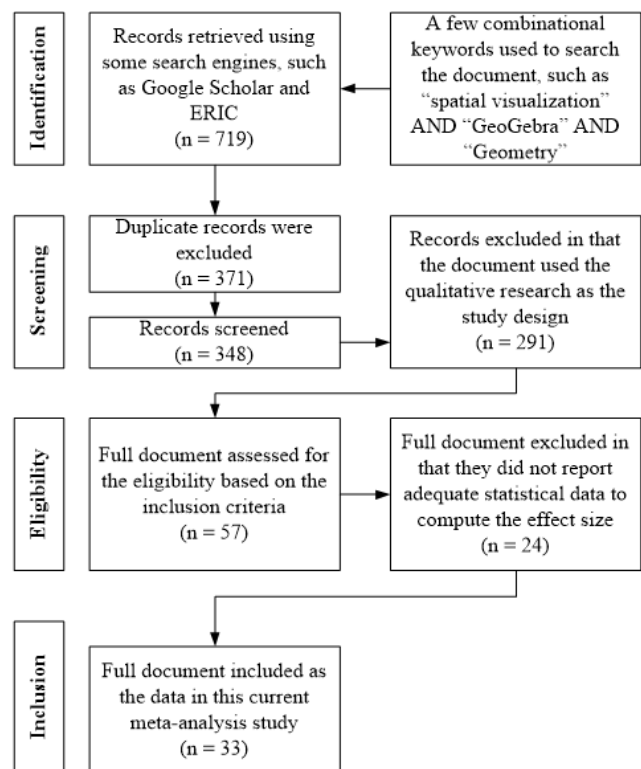 Identification
Records retrieved using
some search engines, such
as Google Scholar and
ERIC
(n = 719)
A few combinational
keywords used to search
the document, such as
“spatial visualization”
AND “GeoGebra” AND
“Geometry”
Screening
Duplicate records were
excluded
(n = 371)
Records screened
(n = 348)
Records excluded in that
the document used the
qualitative research as the
study design
(n = 291)
Eligibility
Full document assessed for
the eligibility based on the
inclusion criteria
(n = 57)
Full document excluded in
that they did not report
adequate statistical data to
compute the effect size
(n = 24)
Inclusion
Full document included as
the data in this current
meta-analysis study
(n = 33)